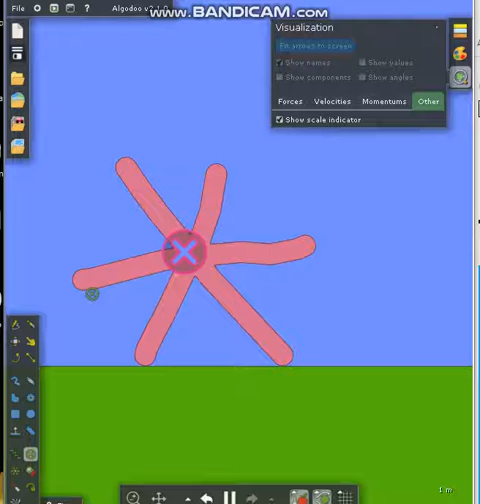 www.BANDICAM.com
File
Algodoo v2.1.0
Visualization
Fit arrows to screen
Show names
Show values
Show components
Show angles
Forces
Velocities
Momentums
Other
Show scale indicator
1 m